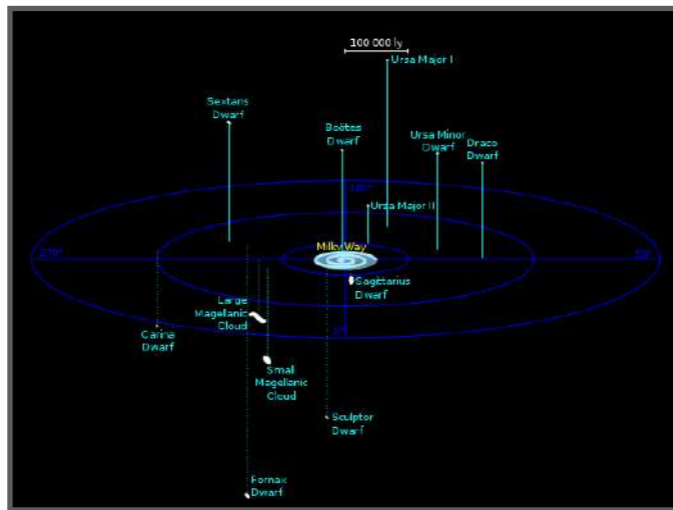 100 000 ly
Ursa Major I
Sextans
Dwarf
Boötes
Dwarf
Ursa Minor
Dwarf
Draco
Dwarf
180°
Ursa Major II
Milky Way
270°
90°
Sagittarius
Dwarf
Large
Magellanic
Cloud
0°
Carina
Dwarf
Small
Magellanic
Cloud
Sculptor
Dwarf
Fornax
Dwarf